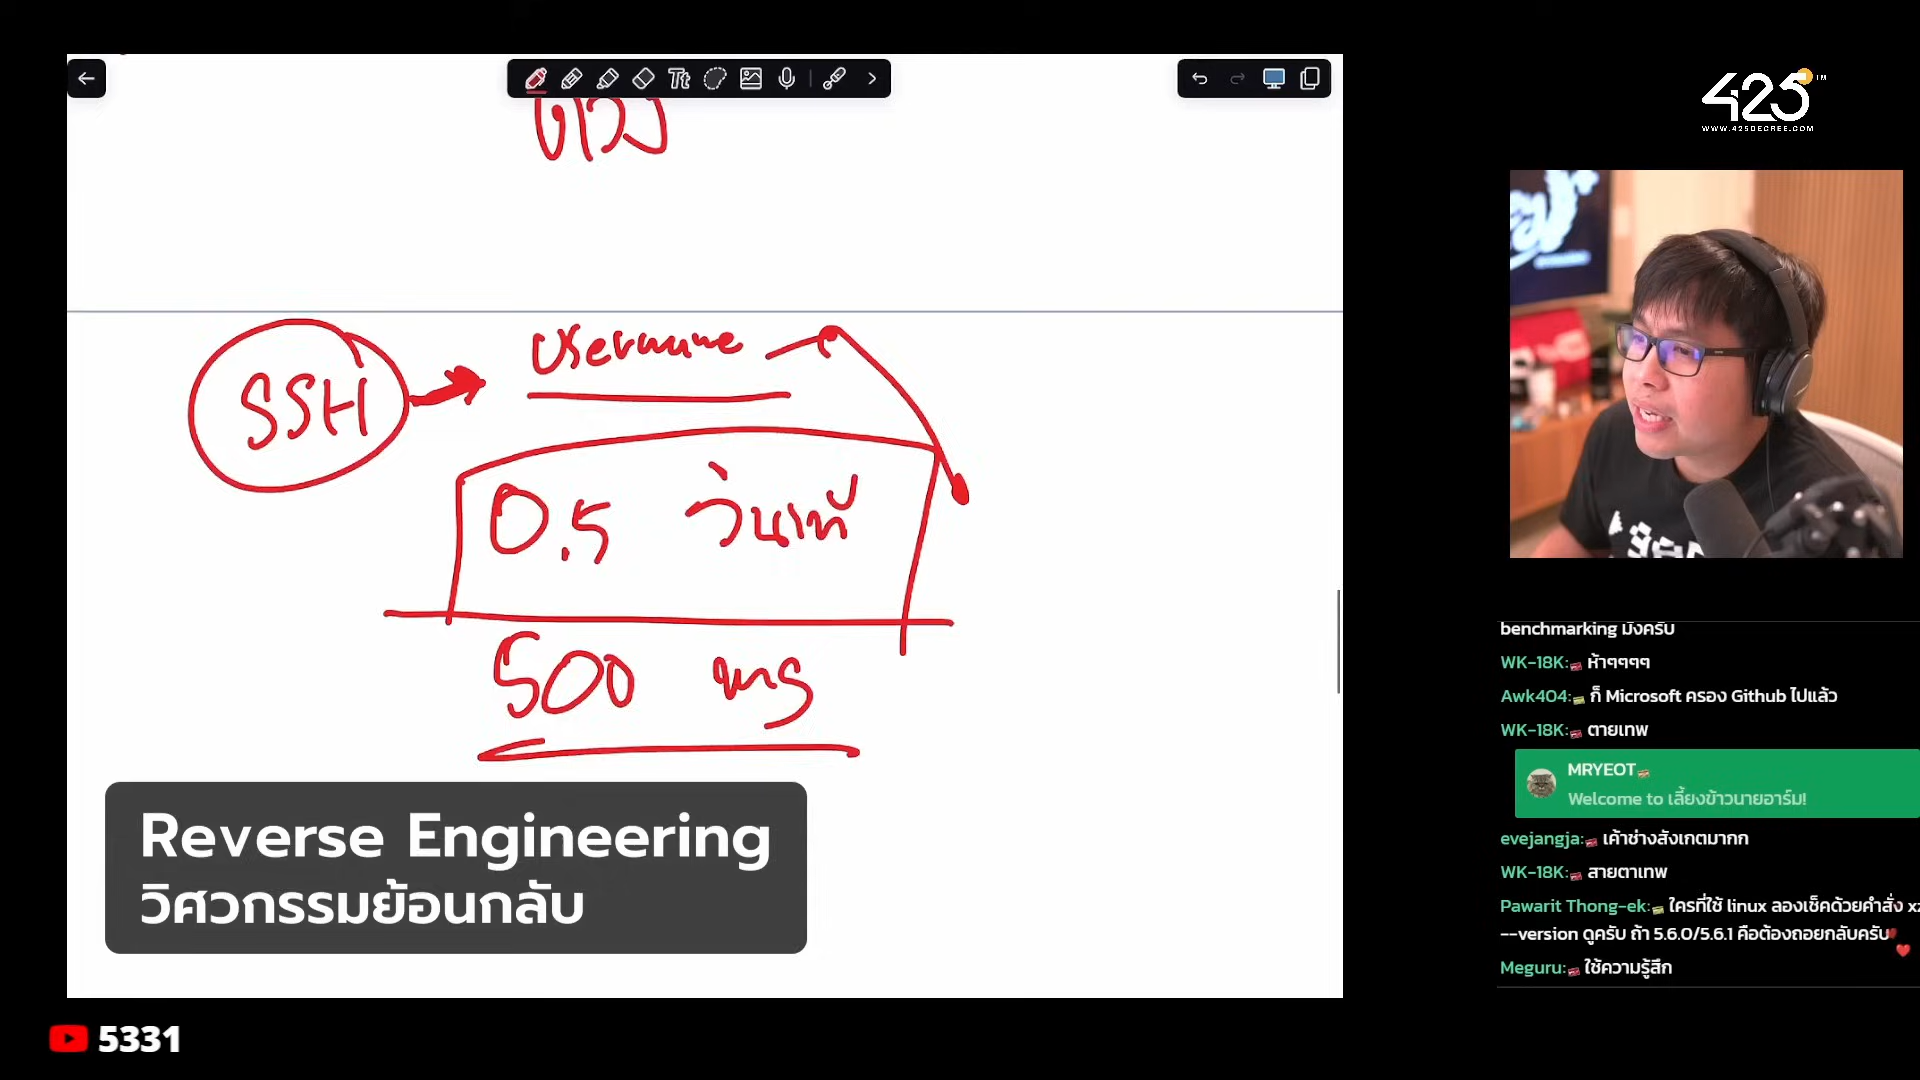 425
TM
WWW.425DEGREE.COM
Tt
SSH
Username
0.5 วินาที
500 ms
Reverse Engineering
วิศวกรรมย้อนกลับ
benchmarking มั้งครับ
WK-18K: ห้าๆๆๆๆ
Awk404: ก็ Microsoft ครอง Github ไปแล้ว
WK-18K: ตายเทพ
MRYEOT
Welcome to เลี้ยงข้าวนายอาร์ม!
evejangja: เค้าช่างสังเกตมากก
WK-18K: สายตาเทพ
Pawarit Thong-ek: ใครที่ใช้ linux ลองเช็คด้วยคำสั่ง xz
--version ดูครับ ถ้า 5.6.0/5.6.1 คือต้องถอยกลับครับ
Meguru: ใช้ความรู้สึก
5331